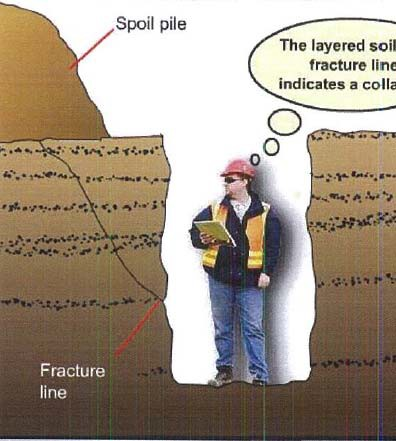 Spoil pile
The layered soil
fracture line
indicates a colla
Fracture
line